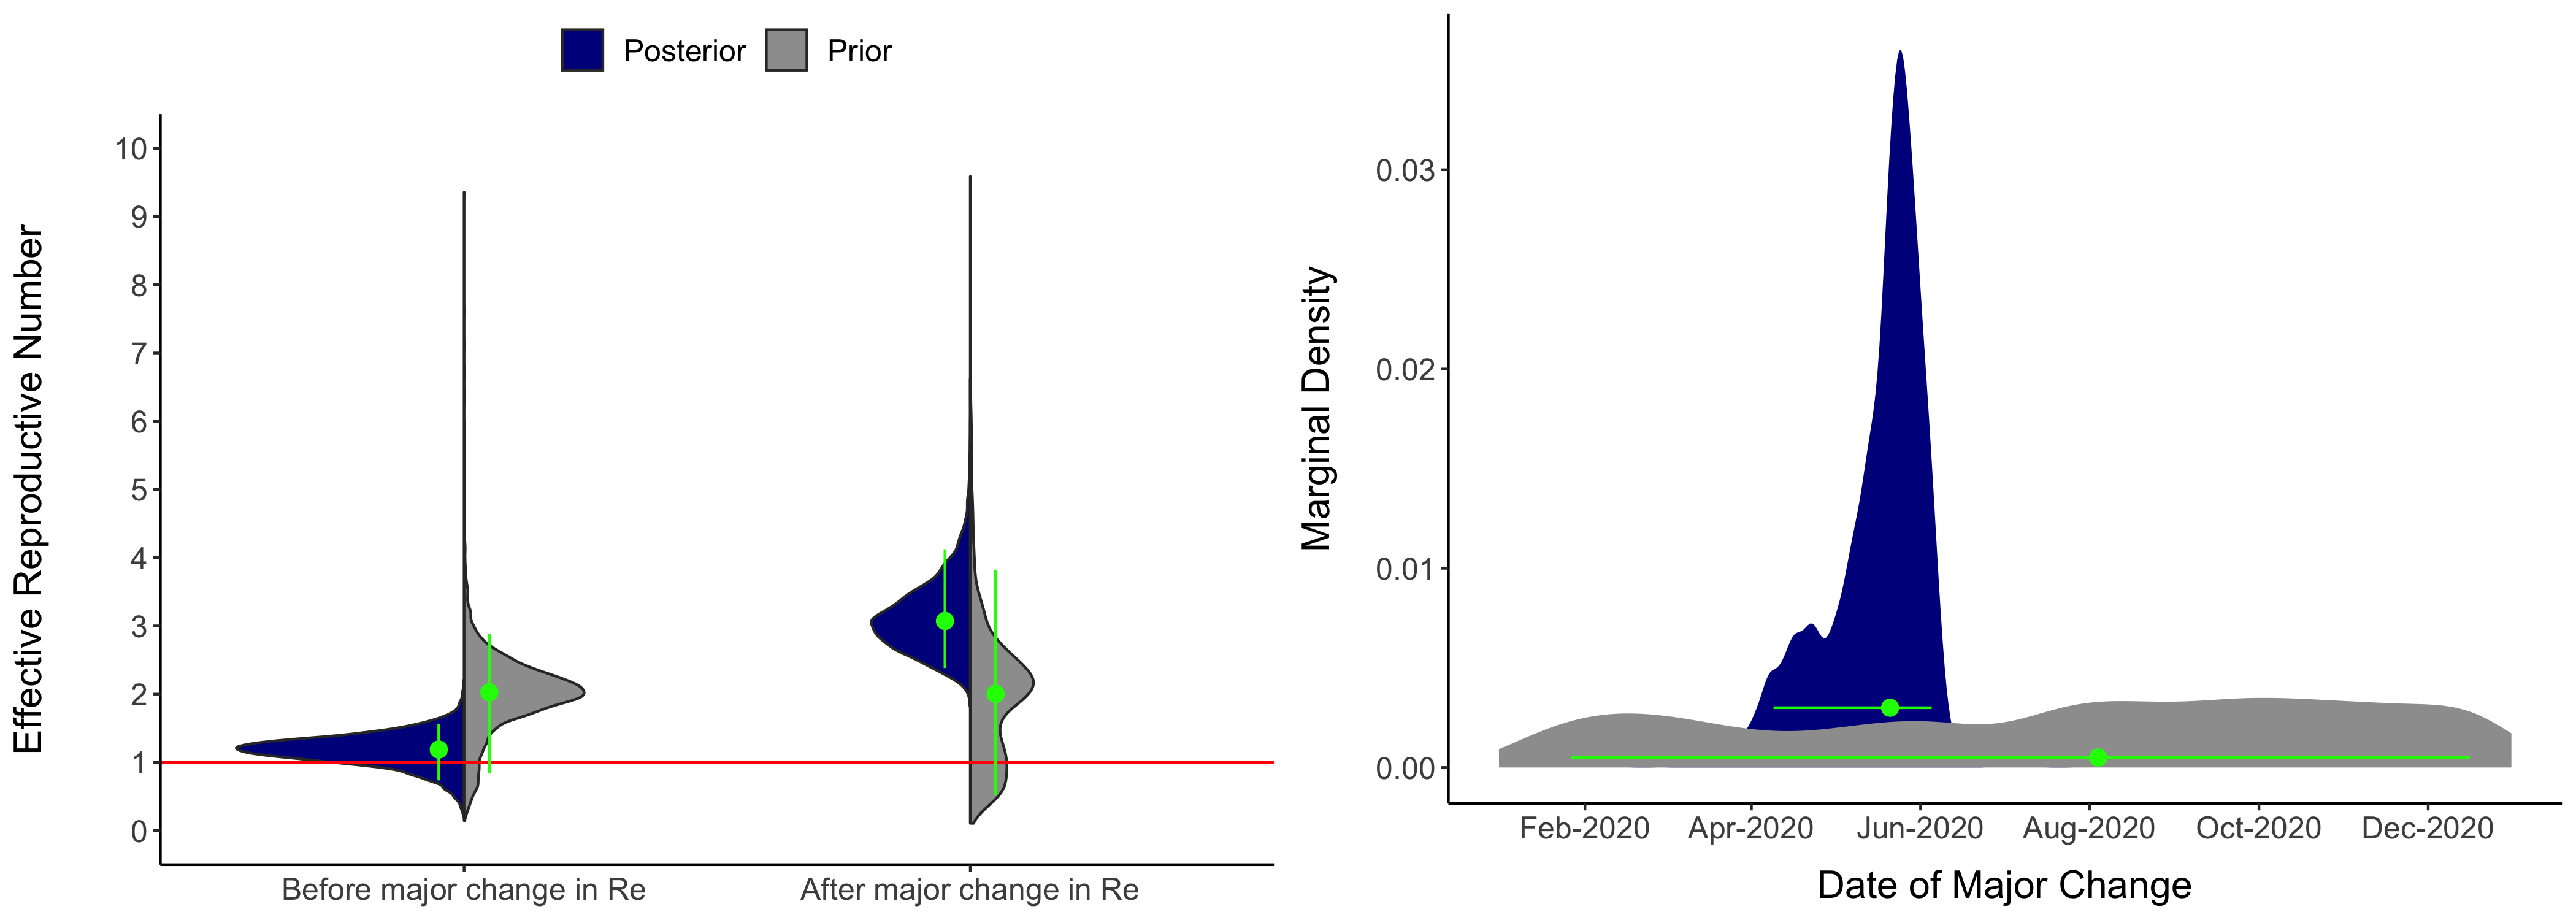 Posterior Prior
Effective Reproductive Number
10
9
8
7
6
5
4
3
2
1
0
Before major change in Re After major change in Re
Marginal Density
0.03
0.02
0.01
0.00
Feb-2020 Apr-2020 Jun-2020 Aug-2020 Oct-2020 Dec-2020
Date of Major Change